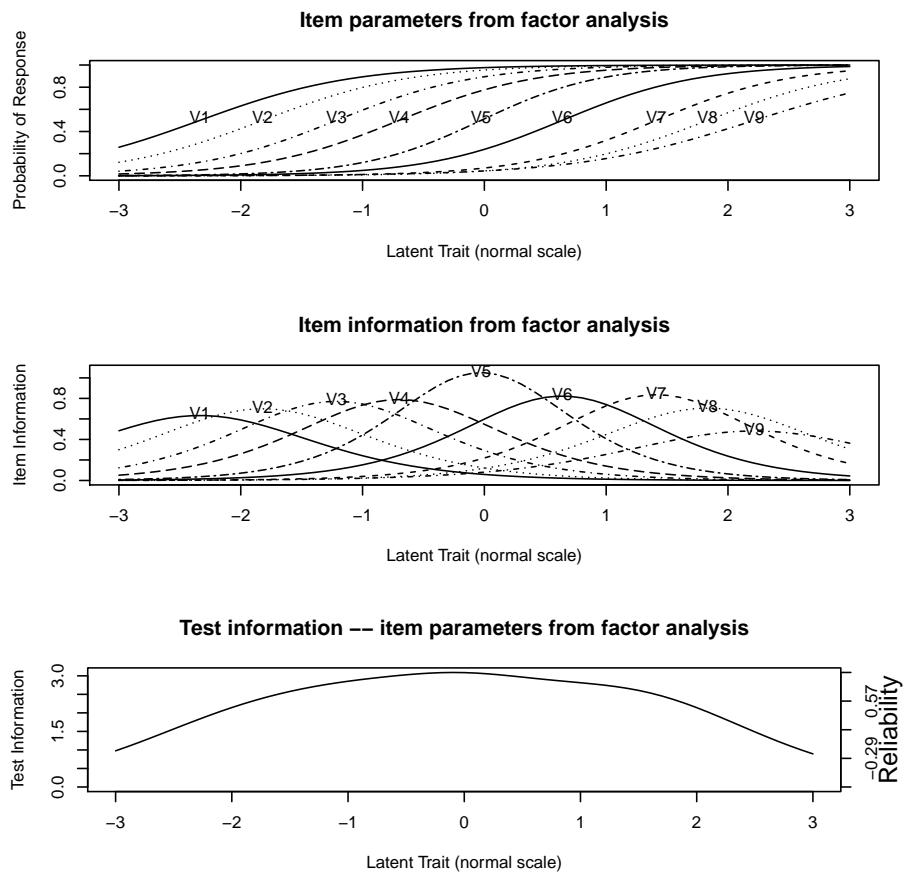 Item parameters from factor analysis
Probability of Response
0.0 0.4 0.8
V1 V2 V3 V4 V5 V6 V7 V8 V9
−3 −2 −1 0 1 2 3
Latent Trait (normal scale)
Item information from factor analysis
Item Information
0.0 0.4 0.8
V1 V2 V3 V4 V5 V6 V7 V8 V9
−3 −2 −1 0 1 2 3
Latent Trait (normal scale)
Test information −− item parameters from factor analysis
Test Information
0.0 1.5 3.0
−3 −2 −1 0 1 2 3
Latent Trait (normal scale)
−0.29 0.57
Reliability